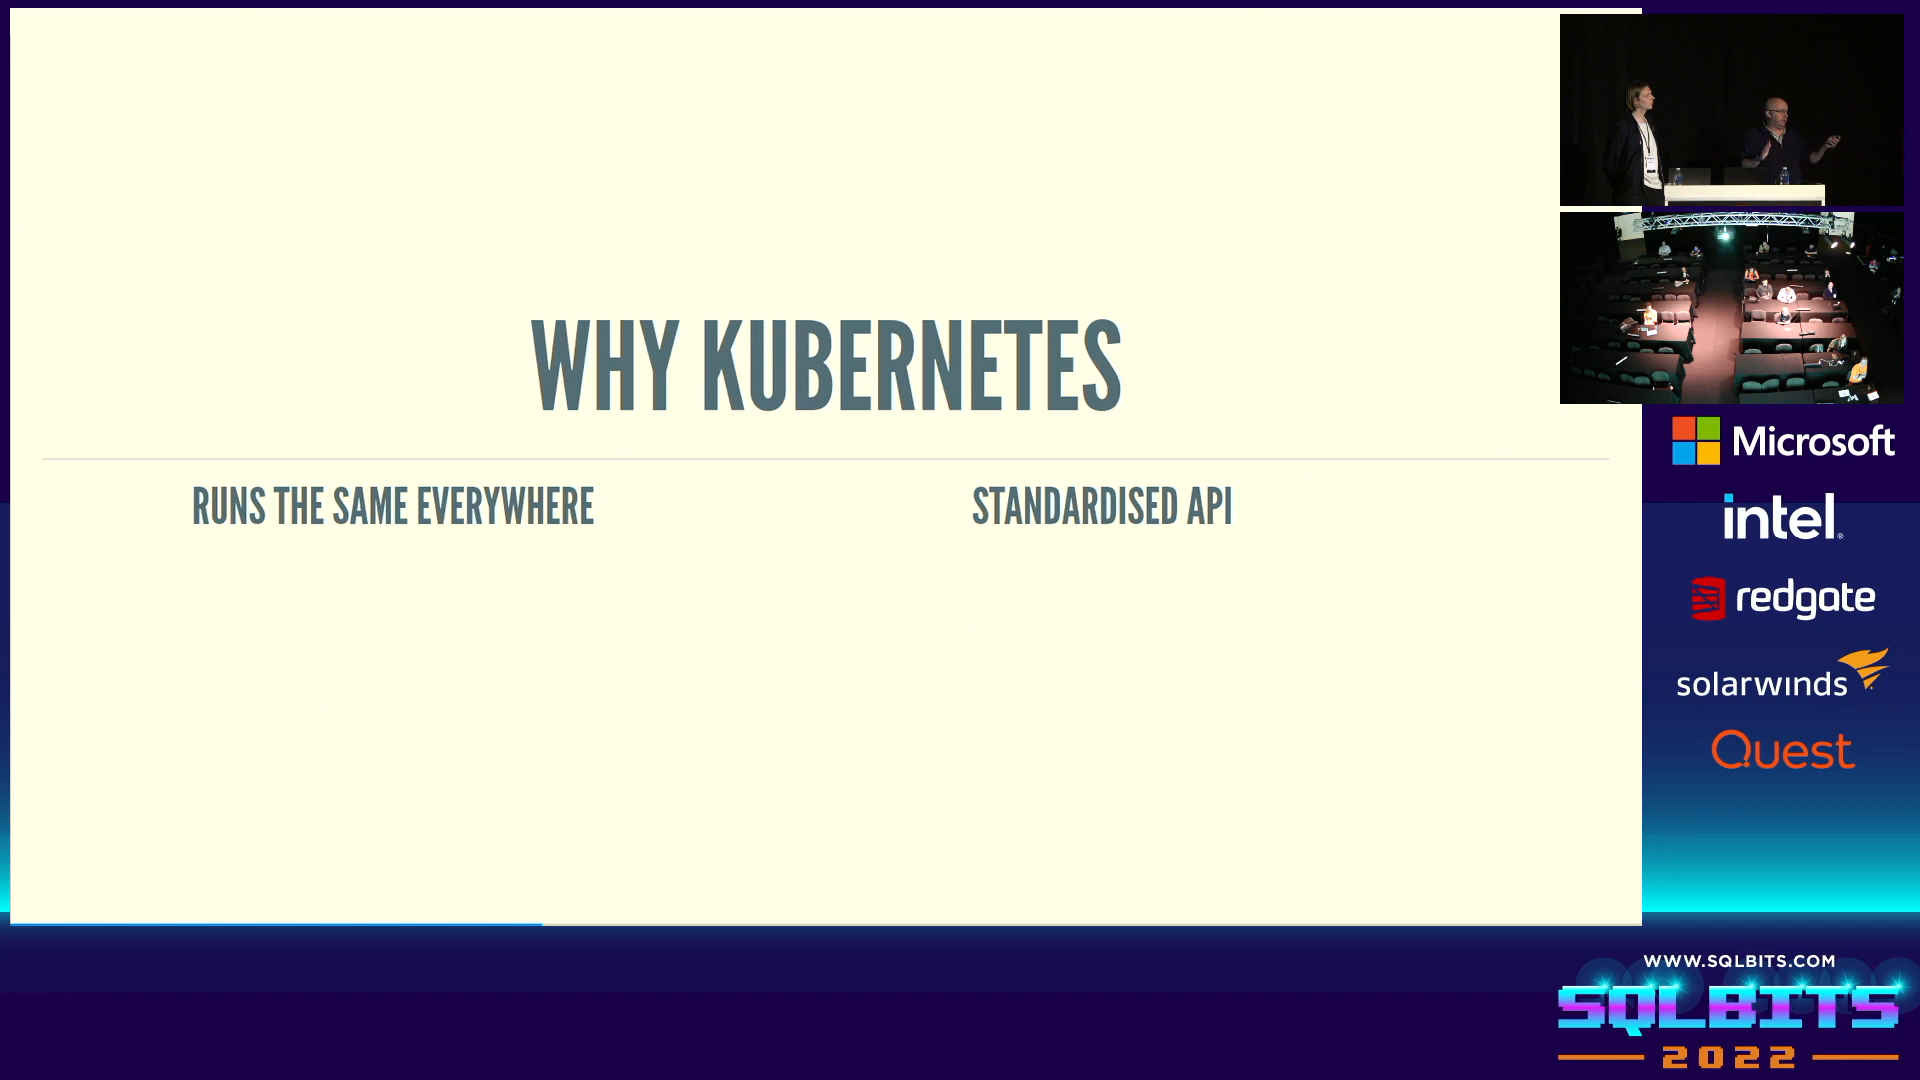 WHY KUBERNETES
RUNS THE SAME EVERYWHERE
STANDARDISED API
Microsoft
intel®
redgate
solarwinds
Quest
WWW.SQLBITS.COM
SQLBITS
2022